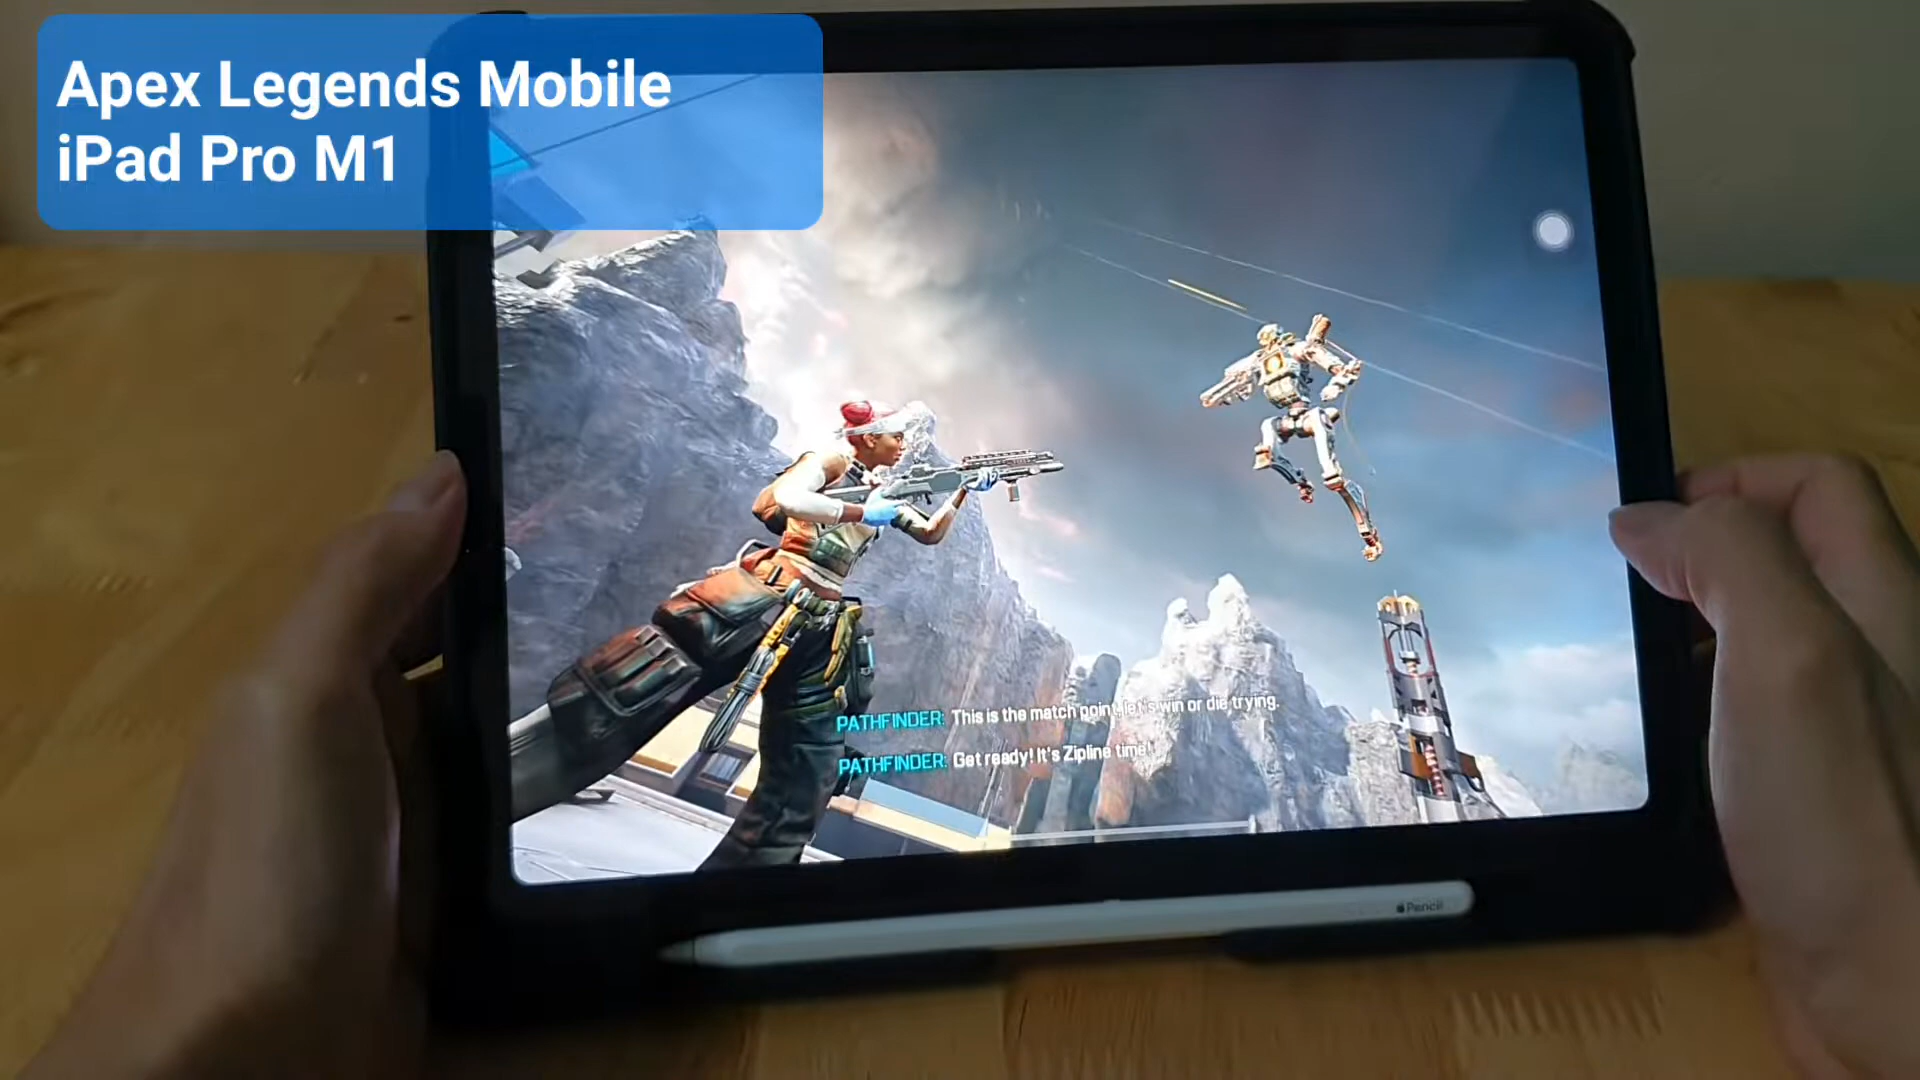 Apex Legends Mobile
iPad Pro M1
PATHFINDER: This is the match point, let's win or die trying.
PATHFINDER: Get ready! It's Zipline time!
Pencil